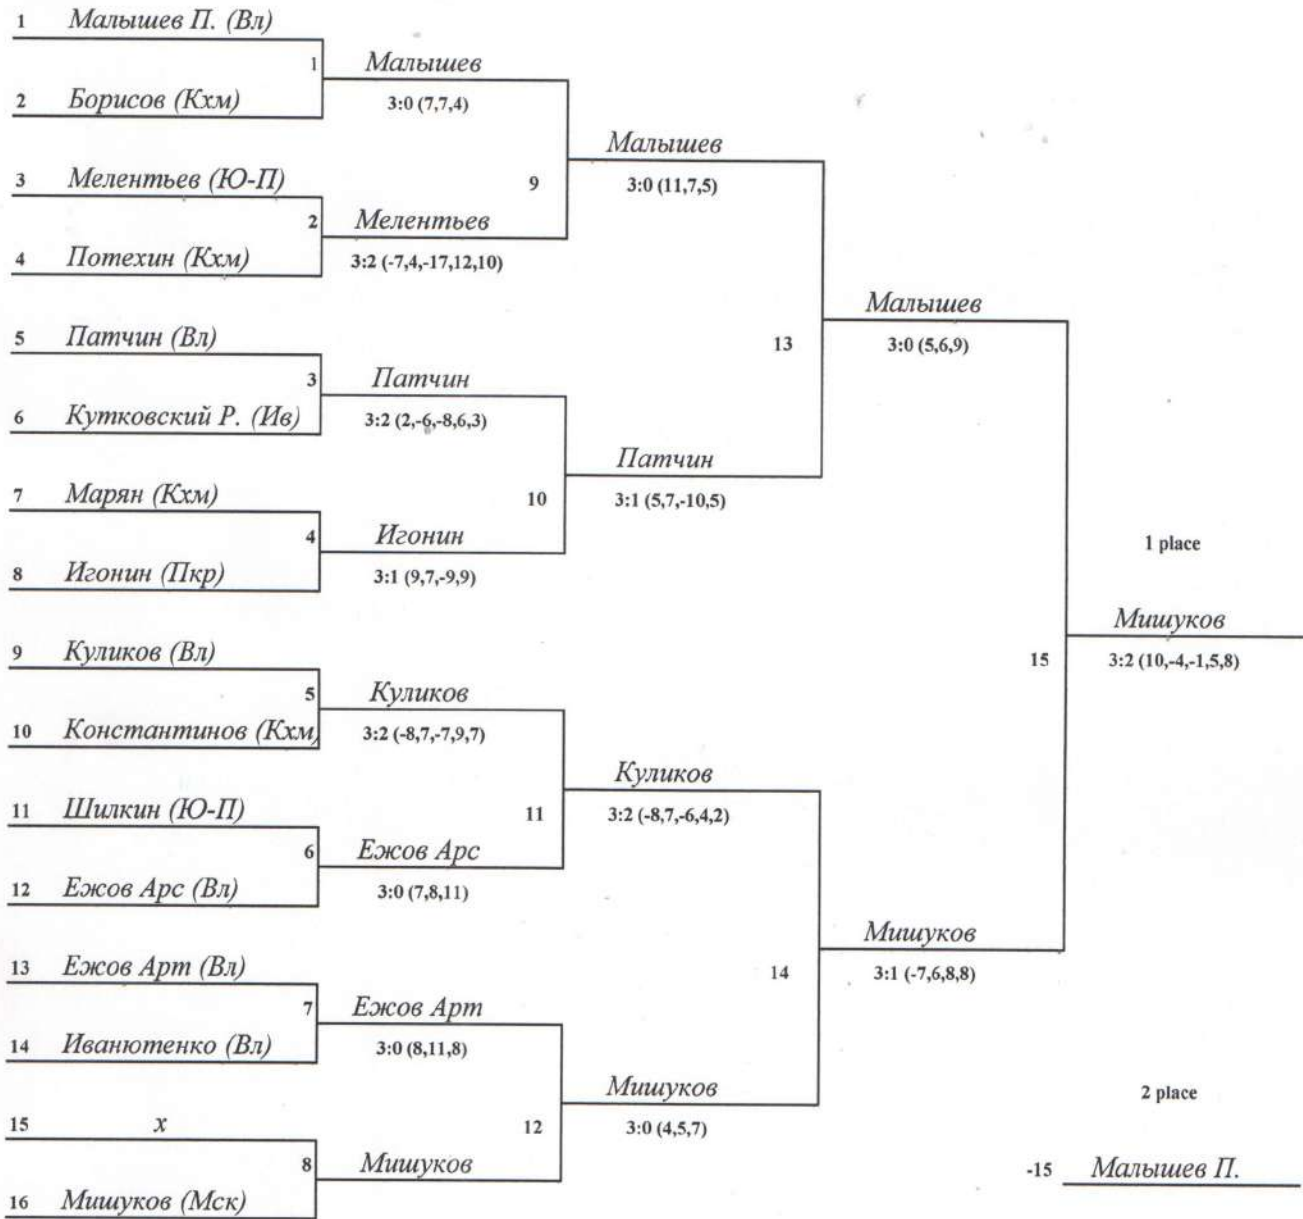 1 Малышев П. (Вл)
1 Малышев
2 Борисов (Кхм)
3:0 (7,7,4)
Малышев
3 Мелентьев (Ю-П)
9 3:0 (11,7,5)
2 Мелентьев
4 Потехин (Кхм)
3:2 (-7,4,-17,12,10)
Малышев
5 Патчин (Вл)
13 3:0 (5,6,9)
3 Патчин
6 Кутковский Р. (Ив)
3:2 (2,-6,-8,6,3)
Патчин
7 Марян (Кхм)
10 3:1 (5,7,-10,5)
4 Игонин
1 place
8 Игонин (Пкр)
3:1 (9,7,-9,9)
Мишуков
9 Куликов (Вл)
15 3:2 (10,-4,-1,5,8)
5 Куликов
10 Константинов (Кхм)
3:2 (-8,7,-7,9,7)
Куликов
11 Шилкин (Ю-П)
11 3:2 (-8,7,-6,4,2)
6 Ежов Арс
12 Ежов Арс (Вл)
3:0 (7,8,11)
Мишуков
13 Ежов Арт (Вл)
14 3:1 (-7,6,8,8)
7 Ежов Арт
14 Иванютенко (Вл)
3:0 (8,11,8)
Мишуков
2 place
15 х
12 3:0 (4,5,7)
8 Мишуков
-15 Малышев П.
16 Мишуков (Мск)